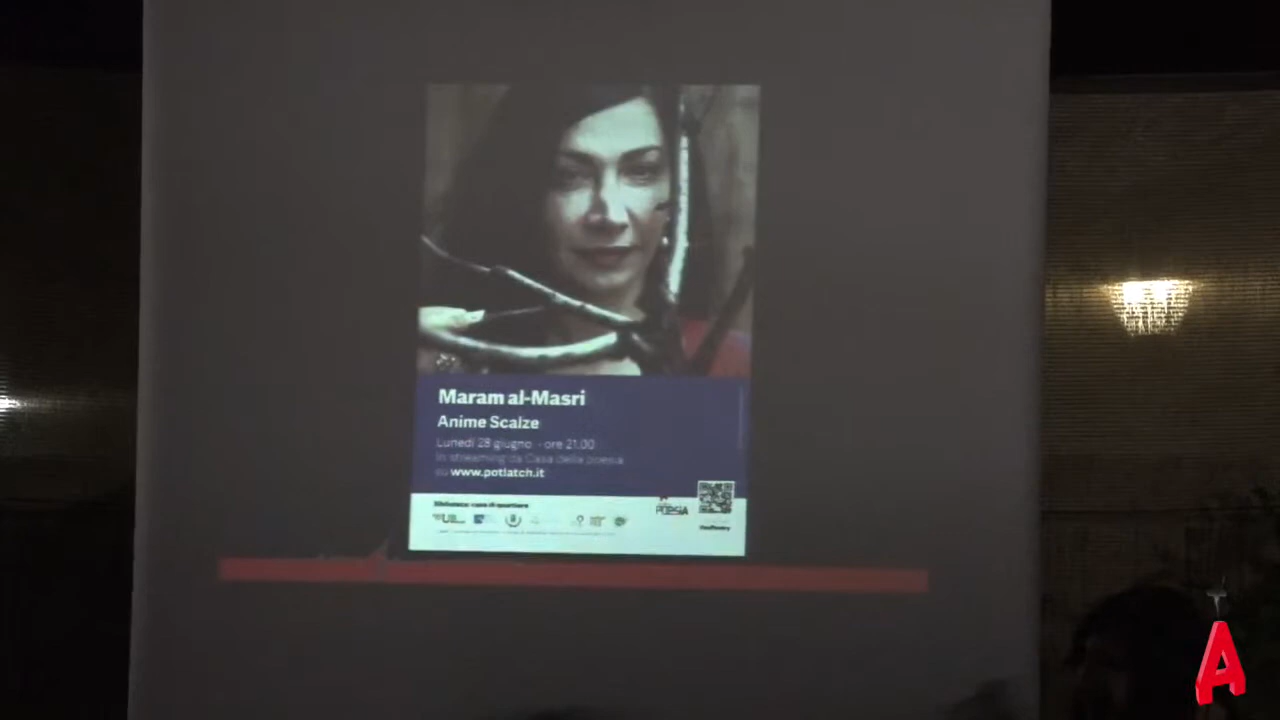 Maram al-Masri
Anime Scalze
Lunedì 28 giugno - ore 21.00
In streaming da Casa della poesia
su www.potlatch.it
POESIA
A